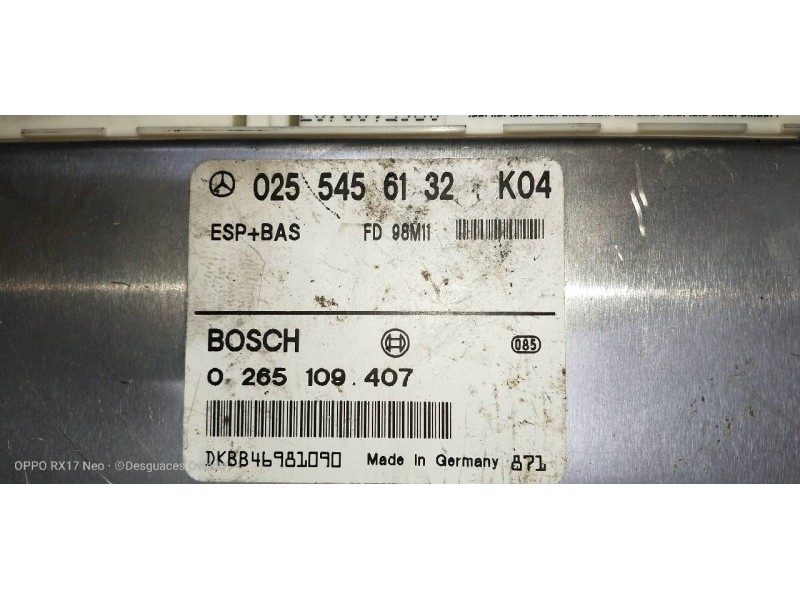 025 545 61 32 K04
ESP+BAS FD 98M11
BOSCH 085
0 265 109 407
DKBB46981090 Made in Germany 871
OPPO RX17 Neo · ©Desguaces